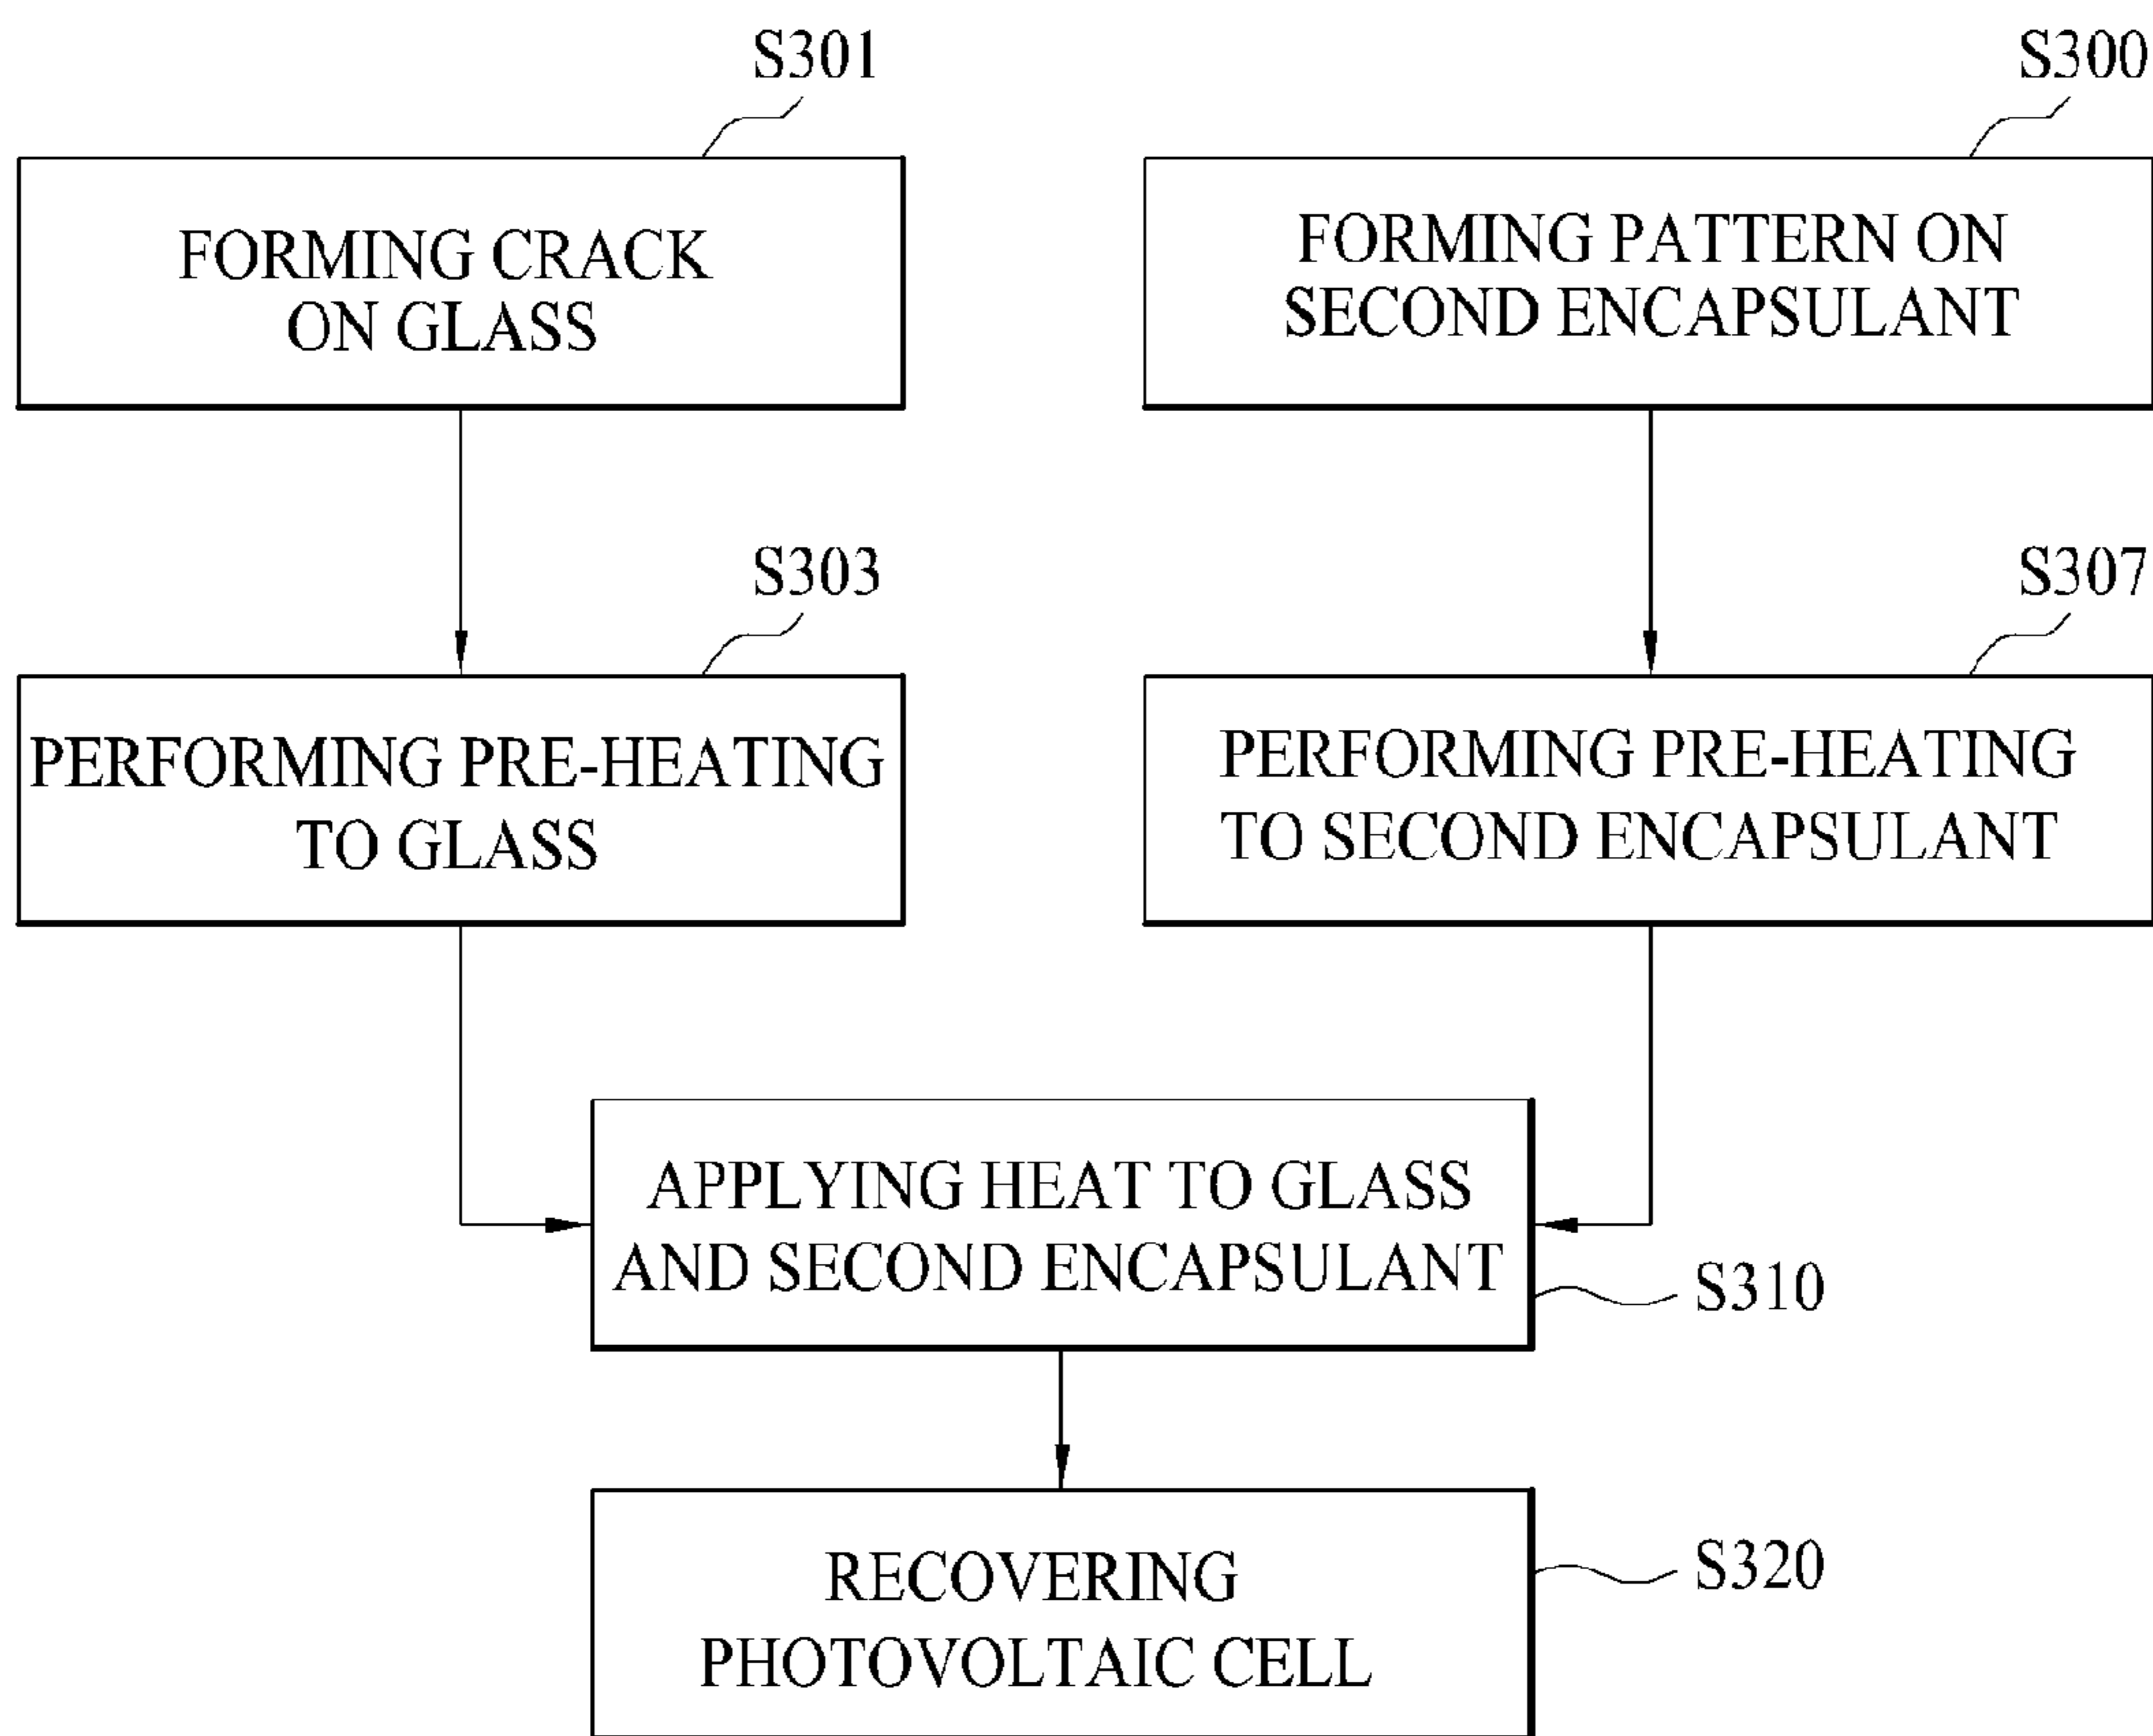 S301
FORMING CRACK
ON GLASS
S300
FORMING PATTERN ON
SECOND ENCAPSULANT
S303
PERFORMING PRE-HEATING
TO GLASS
S307
PERFORMING PRE-HEATING
TO SECOND ENCAPSULANT
APPLYING HEAT TO GLASS
AND SECOND ENCAPSULANT
S310
RECOVERING
PHOTOVOLTAIC CELL
S320